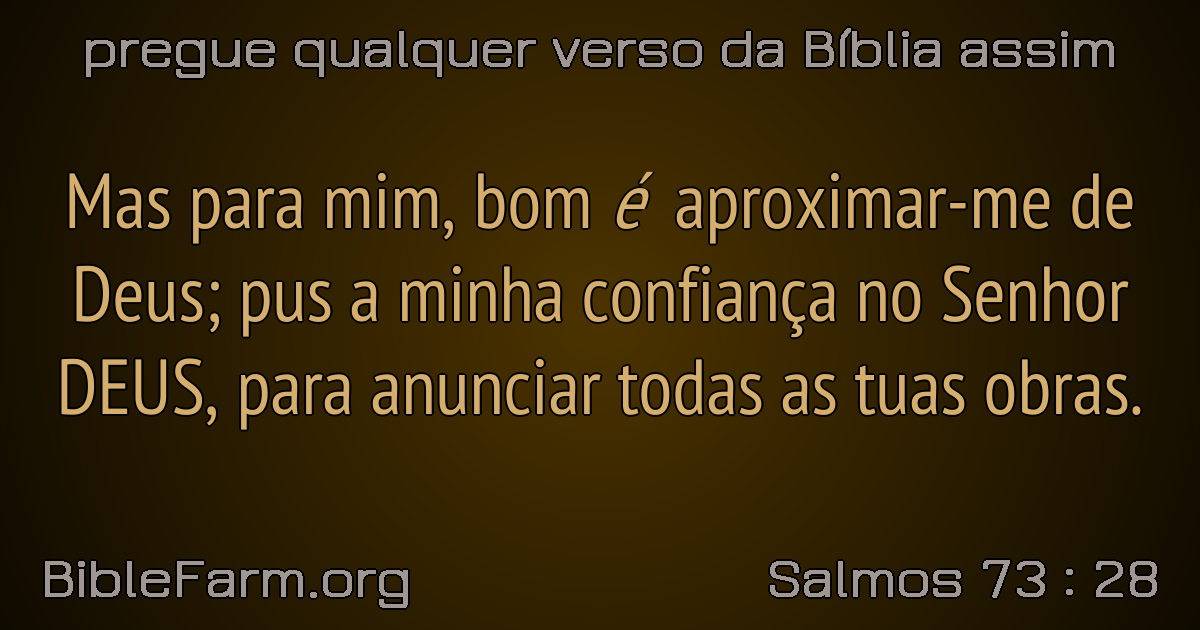 pregue qualquer verso da Bíblia assim
Mas para mim, bom é aproximar-me de
Deus; pus a minha confiança no Senhor
DEUS, para anunciar todas as tuas obras.
BibleFarm.org
Salmos 73 : 28